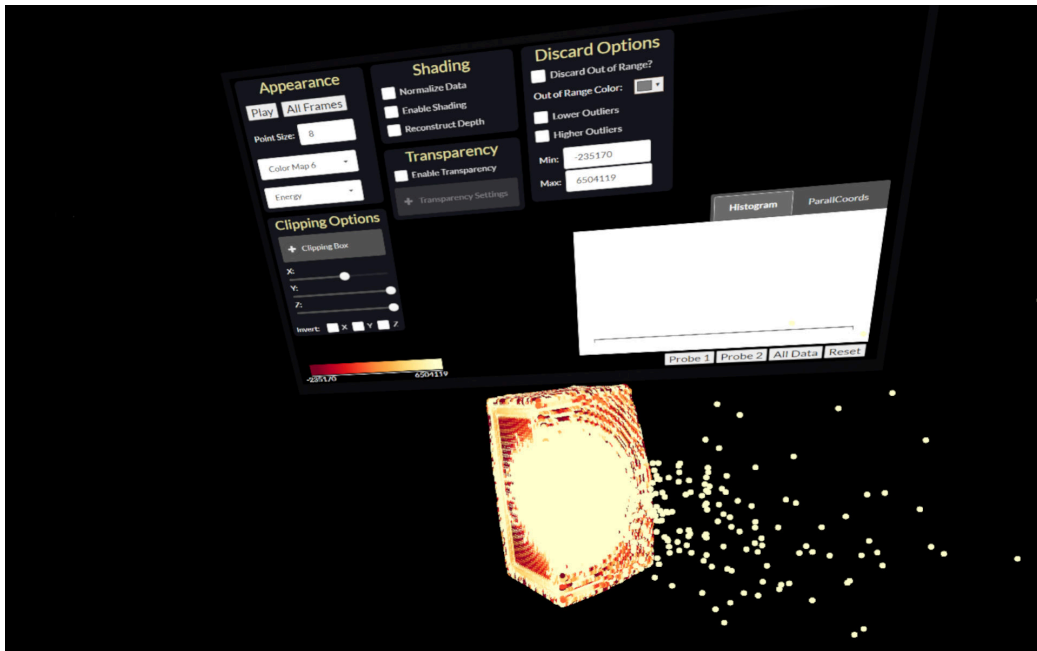 Appearance
Play All Frames
Point Size: 8
Color Map 6
Energy
Clipping Options
+ Clipping Box
X:
Y:
Z:
Invert: X Y Z
-235170 6504119
Shading
Normalize Data
Enable Shading
Reconstruct Depth
Transparency
Enable Transparency
+ Transparency Settings
Discard Options
Discard Out of Range?
Out of Range Color:
Lower Outliers
Higher Outliers
Min: -235170
Max: 6504119
Histogram ParallCoords
Probe 1 Probe 2 All Data Reset